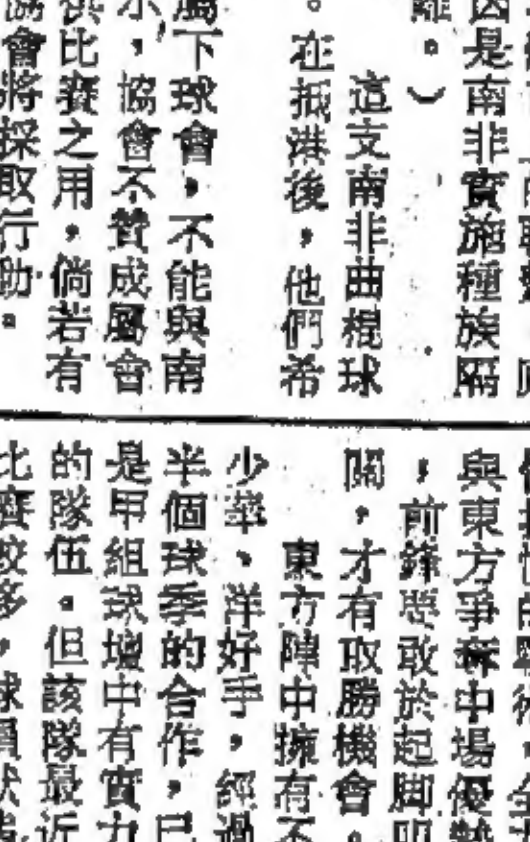 因是南非實施種族隔
離。）
這支南非曲棍球
。在抵港後，他們希
屬下球會，不能與南
示，協會不贊成屬會
供比賽之用。倘若有
協會將採取行動。
與東方爭奪中場優勢
，前鋒要敢於起脚叩
關，才有取勝機會。
東方陣中擁有不
少華、洋好手，經過
半個球季的合作，已
是甲組球壇中有實力
的隊伍。但該隊最近
比賽較多，球員狀態